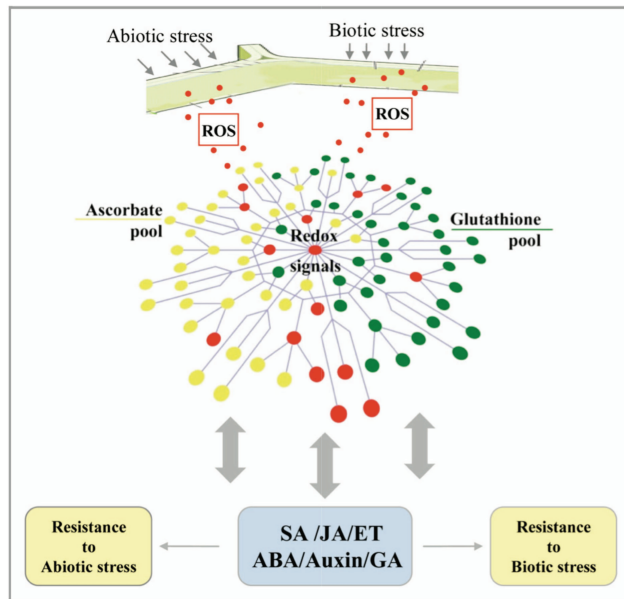 Abiotic stress
Biotic stress
ROS
ROS
Ascorbate
pool
Redox
signals
Glutathione
pool
SA /JA/ET
ABA/Auxin/GA
Resistance
to
Abiotic stress
Resistance
to
Biotic stress